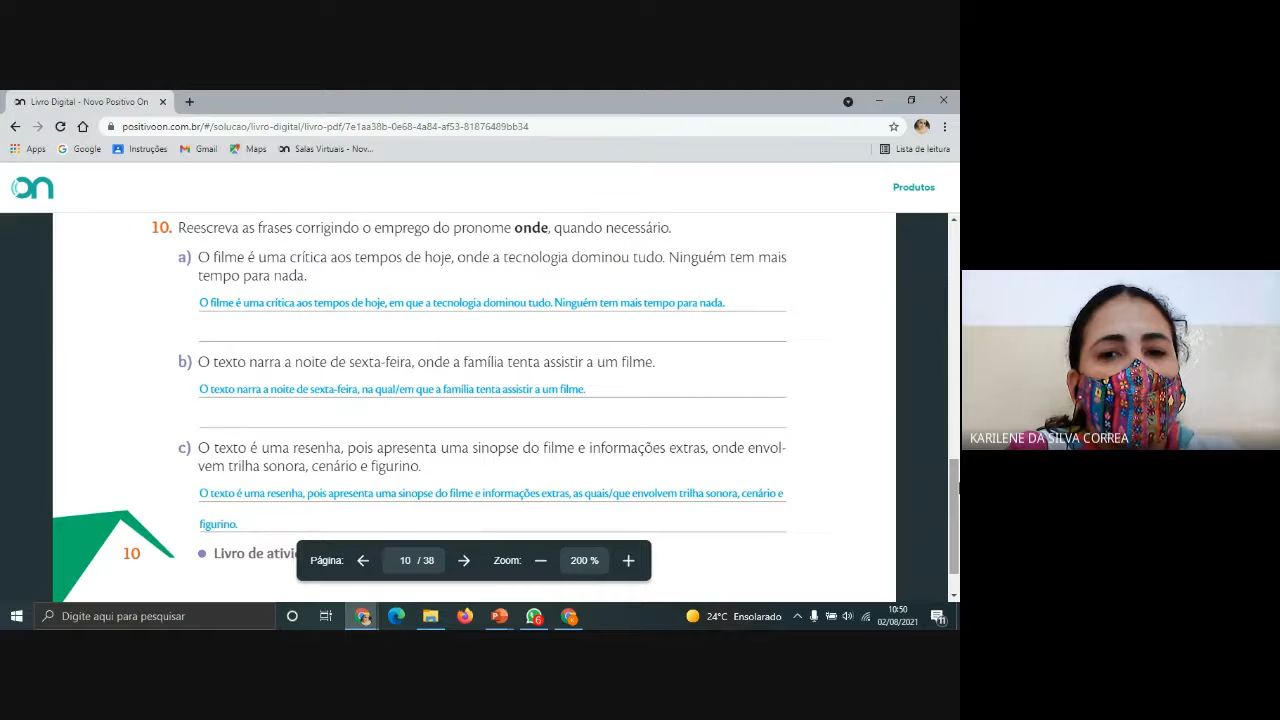 Livro Digital - Novo Positivo On
positivoon.com.br/#/solucao/livro-digital/livro-pdf/7e1aa38b-0e68-4a84-af53-81876489bb34
Apps Google Instruções Gmail Maps Salas Virtuais - Nov... Lista de leitura
on Produtos
10. Reescreva as frases corrigindo o emprego do pronome onde, quando necessário.
a) O filme é uma crítica aos tempos de hoje, onde a tecnologia dominou tudo. Ninguém tem mais
tempo para nada.
O filme é uma crítica aos tempos de hoje, em que a tecnologia dominou tudo. Ninguém tem mais tempo para nada.
b) O texto narra a noite de sexta-feira, onde a família tenta assistir a um filme.
O texto narra a noite de sexta-feira, na qual/em que a família tenta assistir a um filme.
c) O texto é uma resenha, pois apresenta uma sinopse do filme e informações extras, onde envol-
vem trilha sonora, cenário e figurino.
O texto é uma resenha, pois apresenta uma sinopse do filme e informações extras, as quais/que envolvem trilha sonora, cenário e
figurino.
KARILENE DA SILVA CORREA
10 • Livro de ativi
Página: 10 / 38 Zoom: 200 %
Digite aqui para pesquisar
6
24°C Ensolarado
10:50
02/08/2021
11